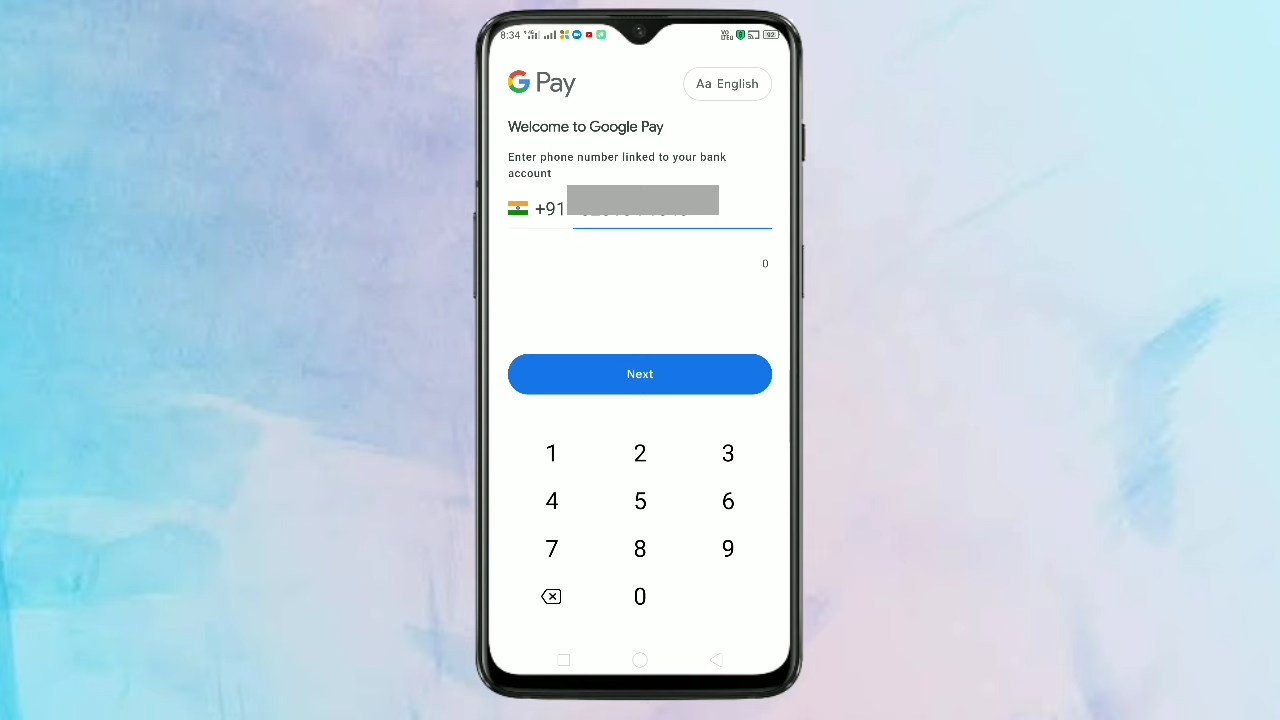 8:34
92
G Pay
Aa English
Welcome to Google Pay
Enter phone number linked to your bank
account
+91
0
Next
1 2 3
4 5 6
7 8 9
0